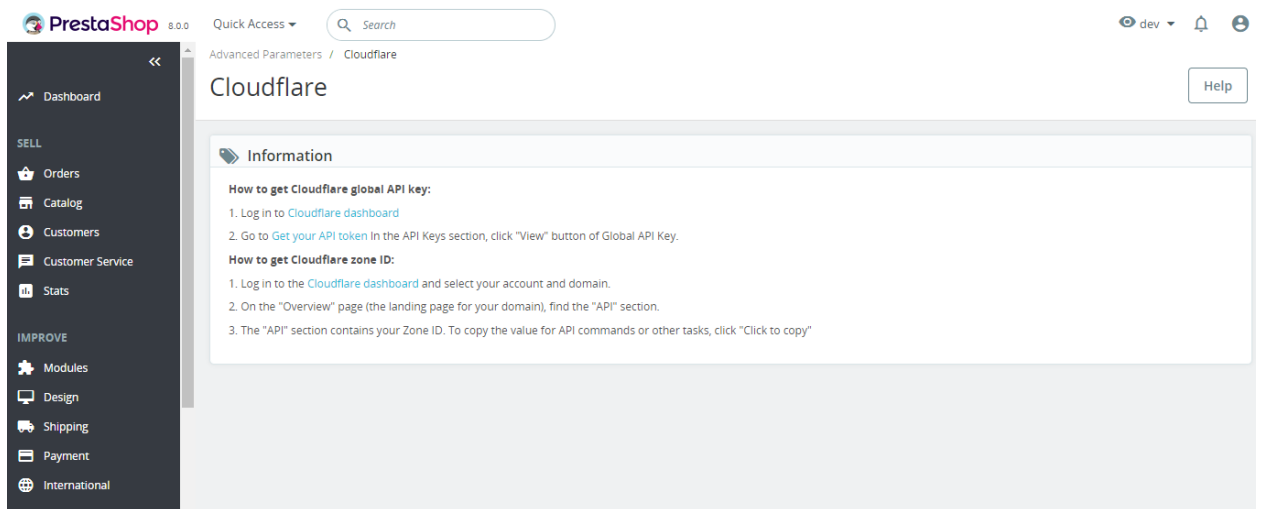 PrestaShop 8.0.0 Quick Access Search dev
Advanced Parameters / Cloudflare
Cloudflare
Help
Dashboard
SELL
Orders
Catalog
Customers
Customer Service
Stats
IMPROVE
Modules
Design
Shipping
Payment
International
Information
How to get Cloudflare global API key:
1. Log in to Cloudflare dashboard
2. Go to Get your API token In the API Keys section, click "View" button of Global API Key.
How to get Cloudflare zone ID:
1. Log in to the Cloudflare dashboard and select your account and domain.
2. On the "Overview" page (the landing page for your domain), find the "API" section.
3. The "API" section contains your Zone ID. To copy the value for API commands or other tasks, click "Click to copy"